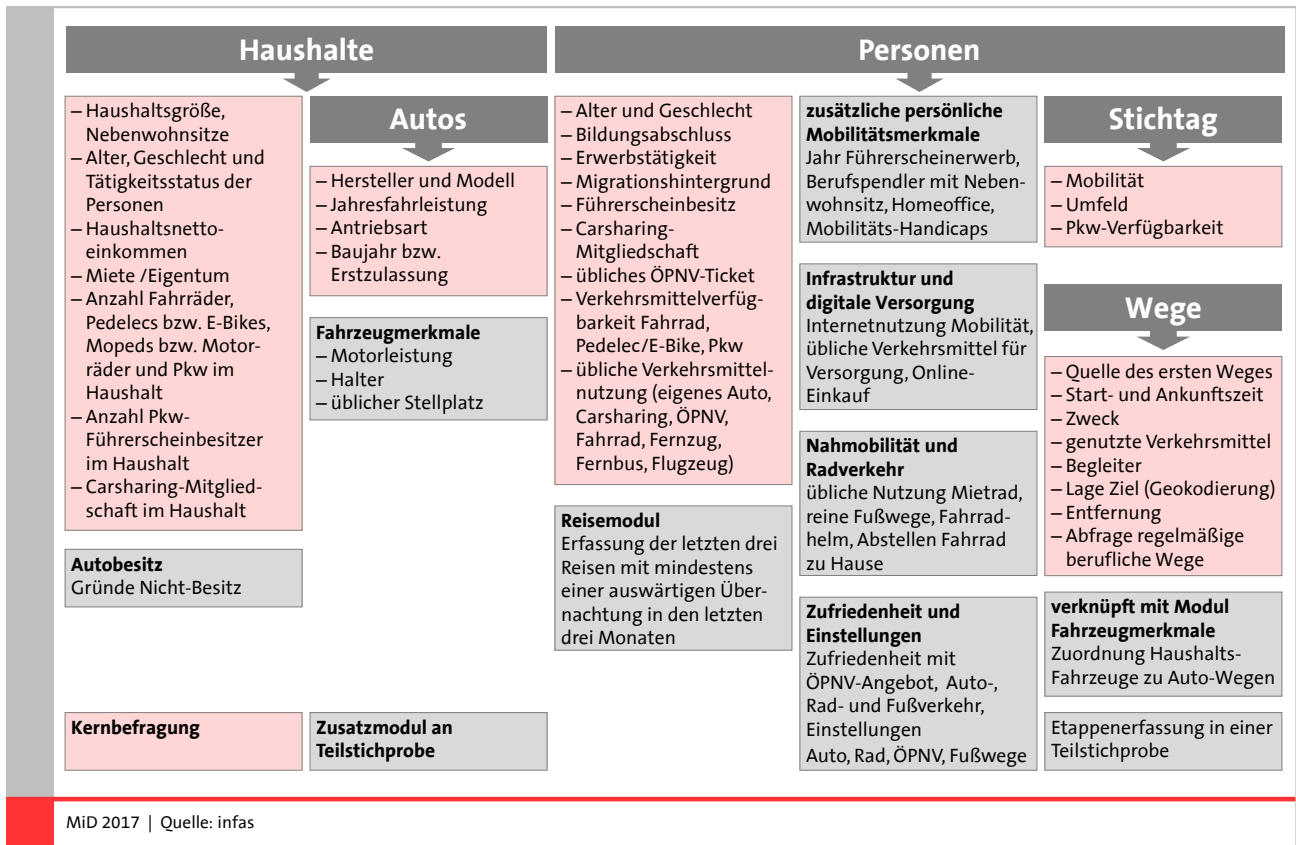 Haushalte
– Haushaltsgröße,
Nebenwohnsitze
– Alter, Geschlecht und
Tätigkeitsstatus der
Personen
– Haushaltsnetto-
einkommen
– Miete /Eigentum
– Anzahl Fahrräder,
Pedelecs bzw. E-Bikes,
Mopeds bzw. Motor-
räder und Pkw im
Haushalt
– Anzahl Pkw-
Führerscheinbesitzer
im Haushalt
– Carsharing-Mitglied-
schaft im Haushalt
Autobesitz
Gründe Nicht-Besitz
Kernbefragung
Autos
– Hersteller und Modell
– Jahresfahrleistung
– Antriebsart
– Baujahr bzw.
Erstzulassung
Fahrzeugmerkmale
– Motorleistung
– Halter
– üblicher Stellplatz
Zusatzmodul an
Teilstichprobe
Personen
– Alter und Geschlecht
– Bildungsabschluss
– Erwerbstätigkeit
– Migrationshintergrund
– Führerscheinbesitz
– Carsharing-
Mitgliedschaft
– übliches ÖPNV-Ticket
– Verkehrsmittelverfüg-
barkeit Fahrrad,
Pedelec/E-Bike, Pkw
– übliche Verkehrsmittel-
nutzung (eigenes Auto,
Carsharing, ÖPNV,
Fahrrad, Fernzug,
Fernbus, Flugzeug)
Reisemodul
Erfassung der letzten drei
Reisen mit mindestens
einer auswärtigen Über-
nachtung in den letzten
drei Monaten
zusätzliche persönliche
Mobilitätsmerkmale
Jahr Führerscheinerwerb,
Berufspendler mit Neben-
wohnsitz, Homeoffice,
Mobilitäts-Handicaps
Infrastruktur und
digitale Versorgung
Internetnutzung Mobilität,
übliche Verkehrsmittel für
Versorgung, Online-
Einkauf
Nahmobilität und
Radverkehr
übliche Nutzung Mietrad,
reine Fußwege, Fahrrad-
helm, Abstellen Fahrrad
zu Hause
Zufriedenheit und
Einstellungen
Zufriedenheit mit
ÖPNV-Angebot, Auto-,
Rad- und Fußverkehr,
Einstellungen
Auto, Rad, ÖPNV, Fußwege
Stichtag
– Mobilität
– Umfeld
– Pkw-Verfügbarkeit
Wege
– Quelle des ersten Weges
– Start- und Ankunftszeit
– Zweck
– genutzte Verkehrsmittel
– Begleiter
– Lage Ziel (Geokodierung)
– Entfernung
– Abfrage regelmäßige
berufliche Wege
verknüpft mit Modul
Fahrzeugmerkmale
Zuordnung Haushalts-
Fahrzeuge zu Auto-Wegen
Etappenerfassung in einer
Teilstichprobe
MiD 2017 | Quelle: infas